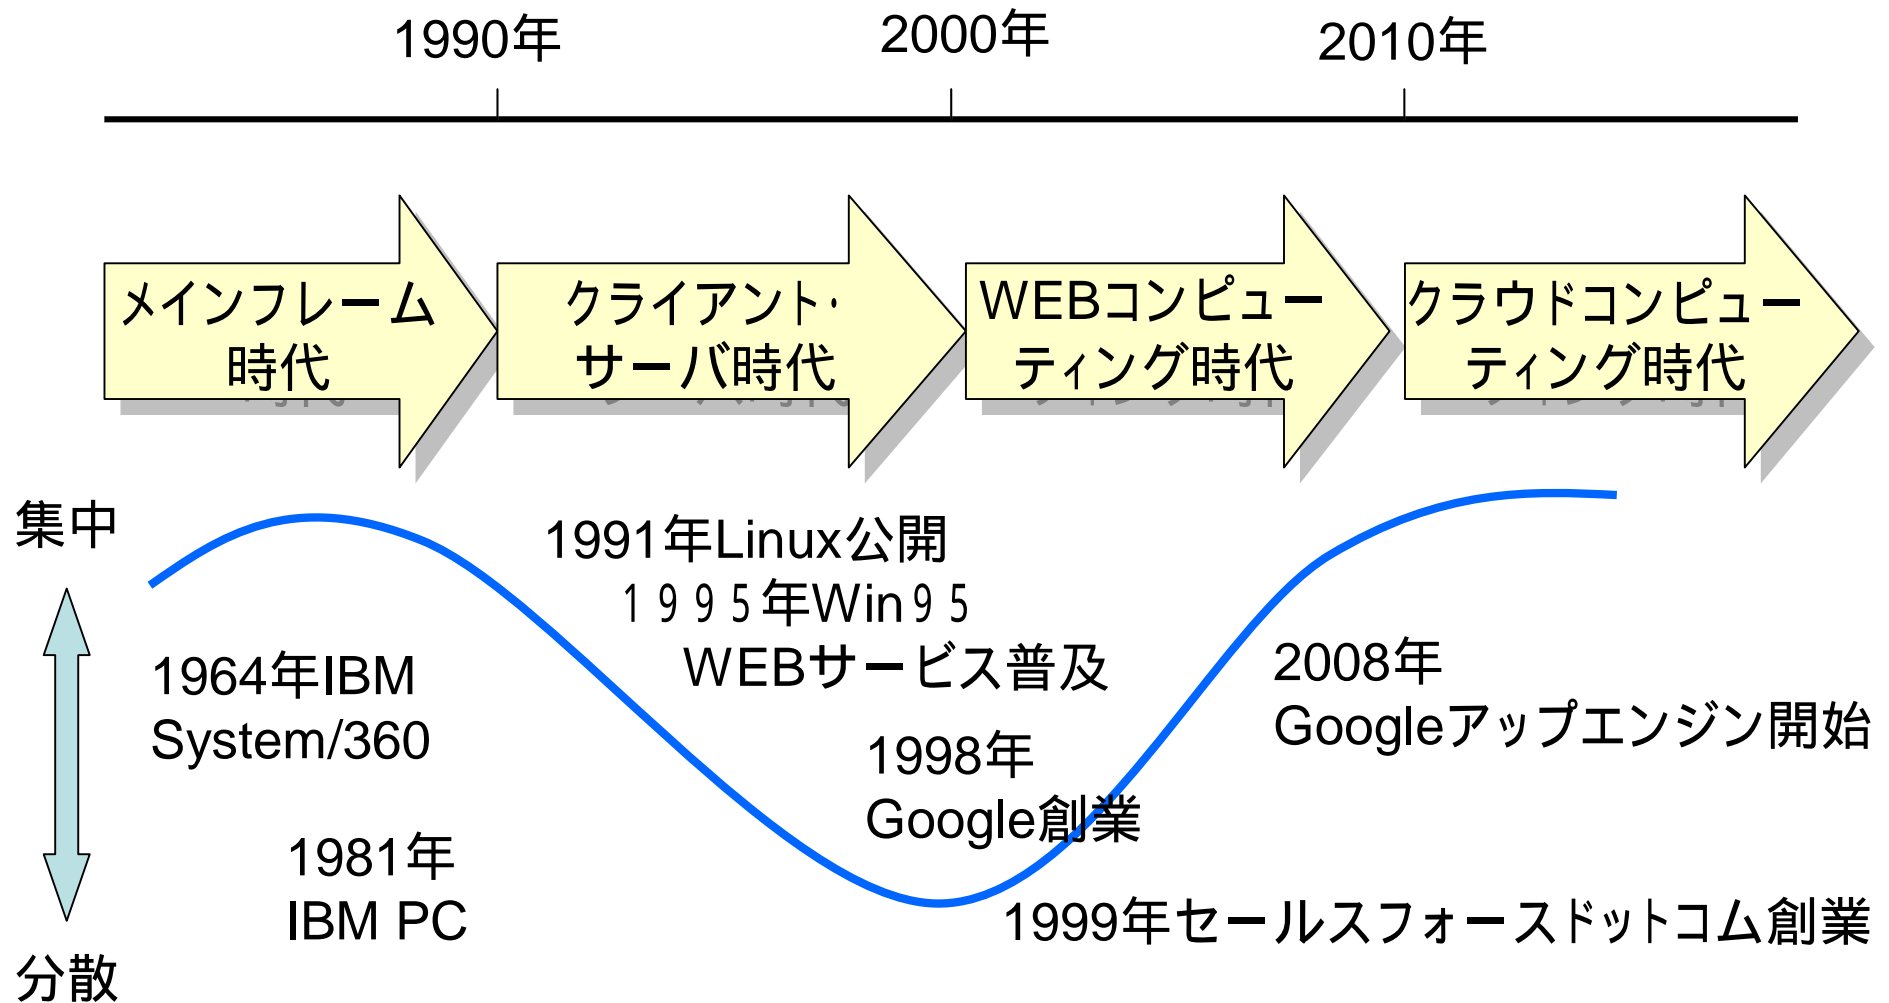 1990年
2000年
2010年
メインフレーム
時代
クライアント・
サーバ時代
WEBコンピュー
ティング時代
クラウドコンピュー
ティング時代
集中
分散
1964年IBM
System/360
1981年
IBM PC
1991年Linux公開
１９９５年Win９５
WEBサービス普及
1998年
Google創業
1999年セールスフォースドットコム創業
2008年
Googleアップエンジン開始